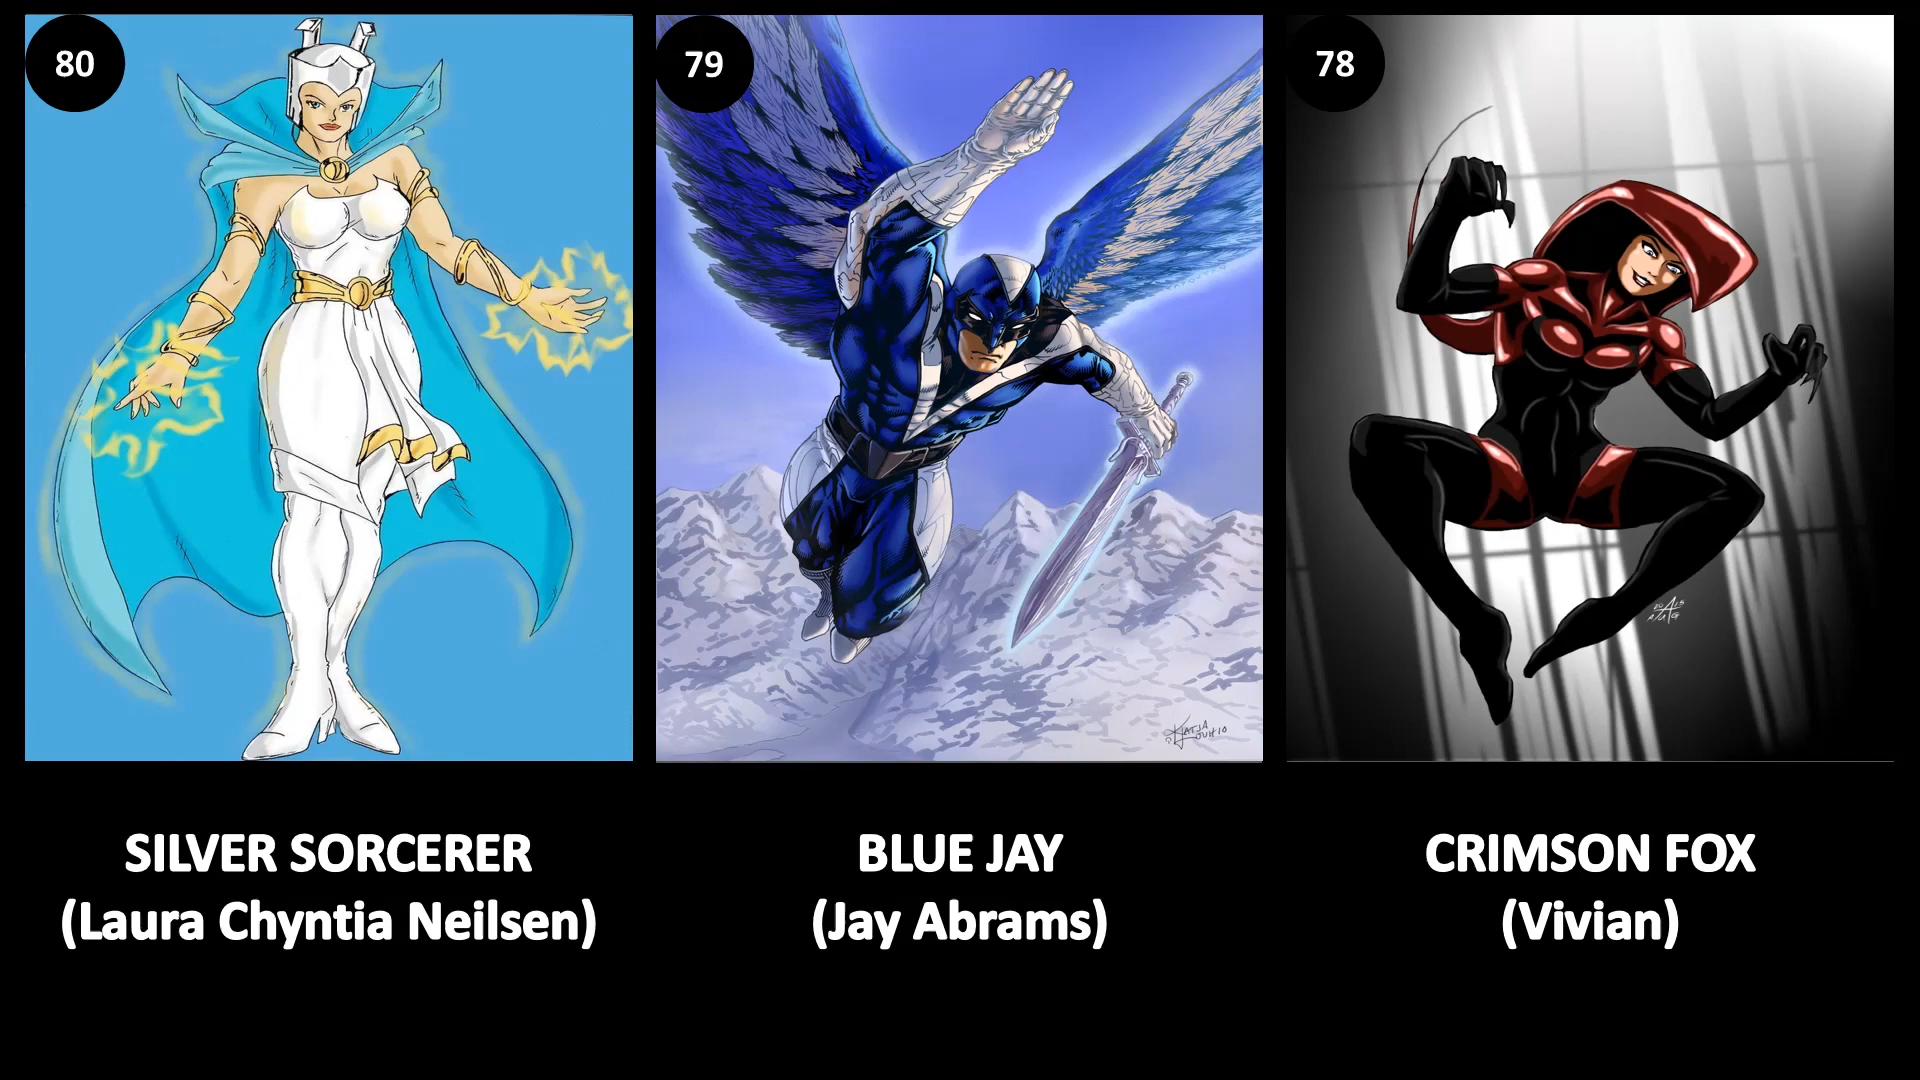 80
79
78
SILVER SORCERER
(Laura Chyntia Neilsen)
BLUE JAY
(Jay Abrams)
CRIMSON FOX
(Vivian)